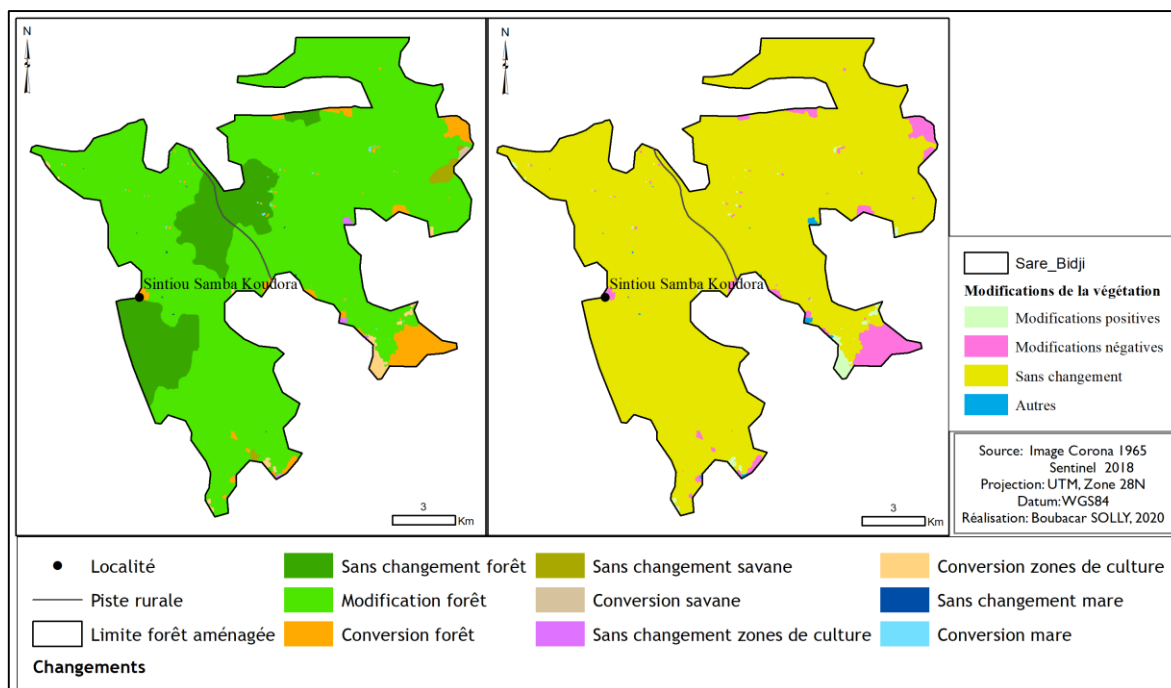 N
Sintiou Samba Koudora
3
Km
N
Sintiou Samba Koudora
3
Km
Sare_Bidji
Modifications de la végétation
Modifications positives
Modifications négatives
Sans changement
Autres
Source: Image Corona 1965
Sentinel 2018
Projection: UTM, Zone 28N
Datum: WGS84
Réalisation: Boubacar SOLLY, 2020
Localité
Piste rurale
Limite forêt aménagée
Sans changement forêt
Modification forêt
Conversion forêt
Sans changement savane
Conversion savane
Sans changement zones de culture
Conversion zones de culture
Sans changement mare
Conversion mare
Changements